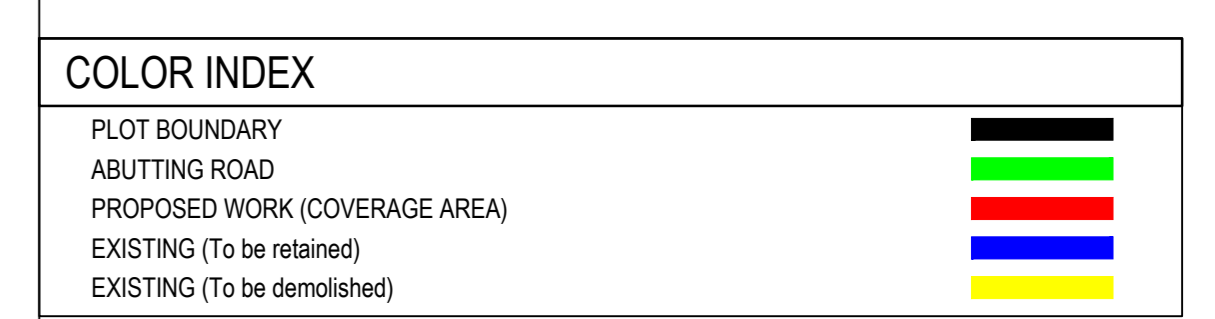 COLOR INDEX
PLOT BOUNDARY
ABUTTING ROAD
PROPOSED WORK (COVERAGE AREA)
EXISTING (To be retained)
EXISTING (To be demolished)